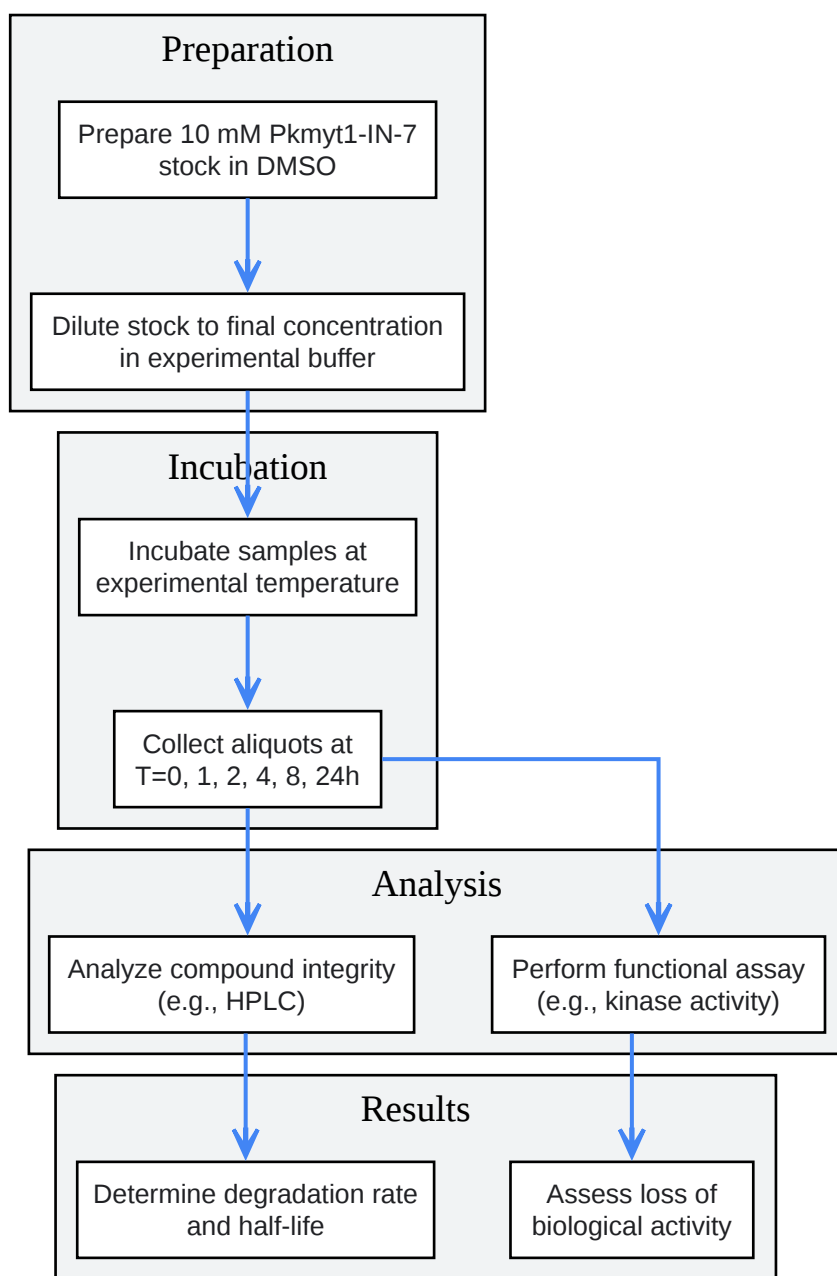 Preparation
Prepare 10 mM Pkmyt1-IN-7
stock in DMSO
Dilute stock to final concentration
in experimental buffer
Incubation
Incubate samples at
experimental temperature
Collect aliquots at
T=0, 1, 2, 4, 8, 24h
Analysis
Analyze compound integrity
(e.g., HPLC)
Perform functional assay
(e.g., kinase activity)
Results
Determine degradation rate
and half-life
Assess loss of
biological activity